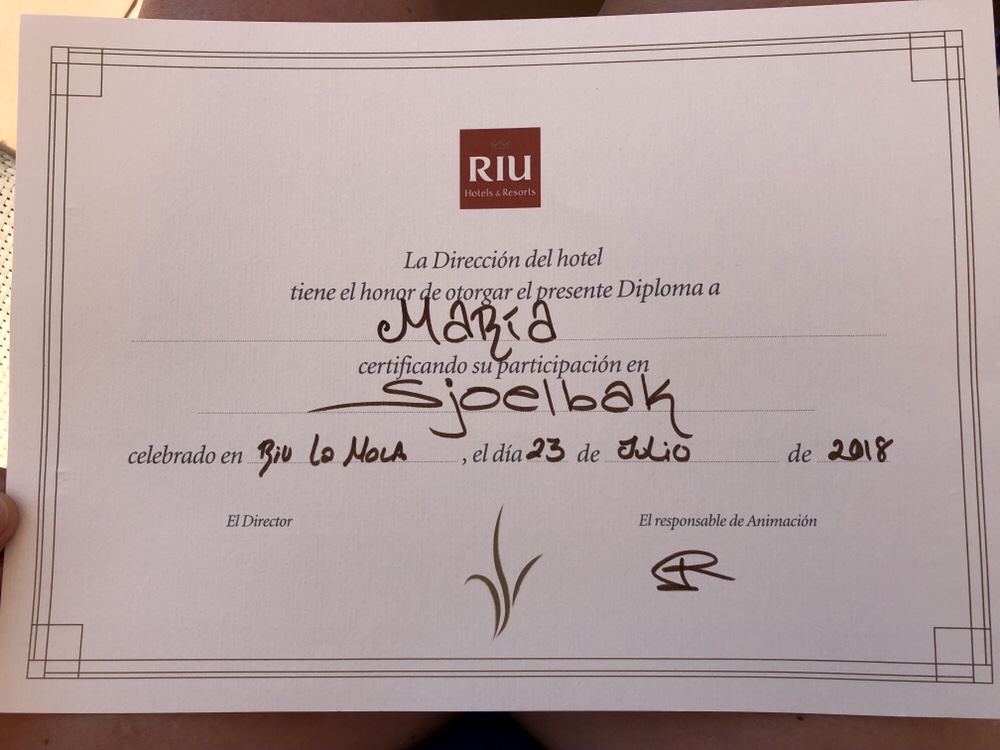 RIU
Hotels & Resorts
La Dirección del hotel
tiene el honor de otorgar el presente Diploma a
María
certificando su participación en
Sjoelbak
celebrado en Riu La Mola , el día 23 de Julio de 2018
El Director
El responsable de Animación